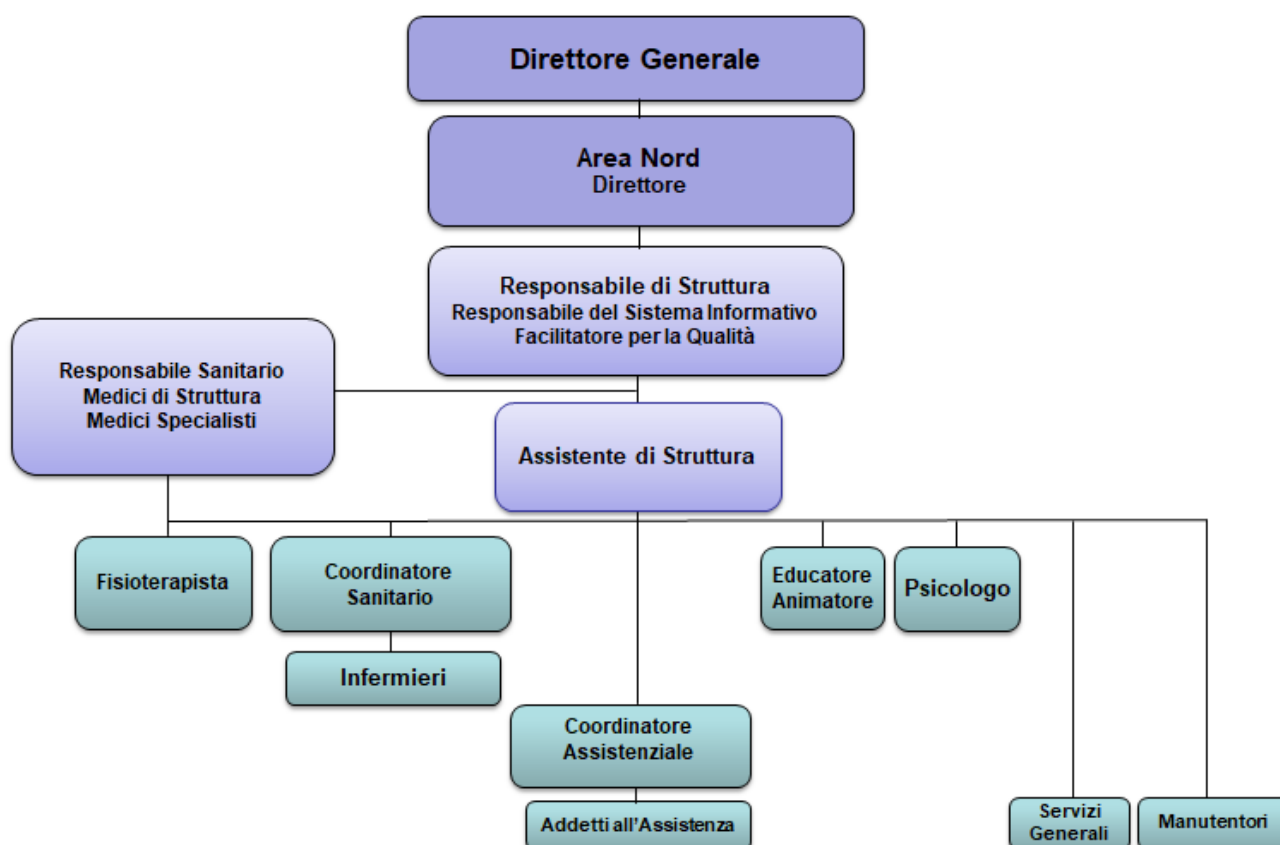 Direttore Generale
Area Nord
Direttore
Responsabile di Struttura
Responsabile del Sistema Informativo
Facilitatore per la Qualità
Responsabile Sanitario
Medici di Struttura
Medici Specialisti
Assistente di Struttura
Fisioterapista
Coordinatore
Sanitario
Educatore
Animatore
Psicologo
Infermieri
Coordinatore
Assistenziale
Addetti all'Assistenza
Servizi
Generali
Manutentori